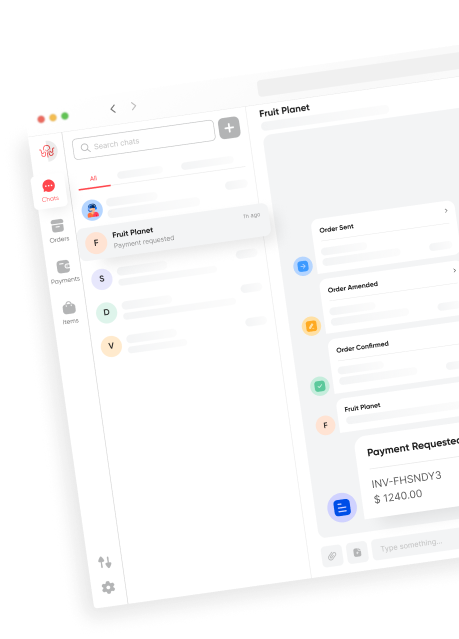 Fruit Planet
Search chats
All
Chats
Orders
Payments
Items
F
Fruit Planet
1h ago
Payment requested
S
D
V
Order Sent
Order Amended
Order Confirmed
F
Fruit Planet
Payment Requested
INV-FHSNDY3
$ 1240.00
Type something...